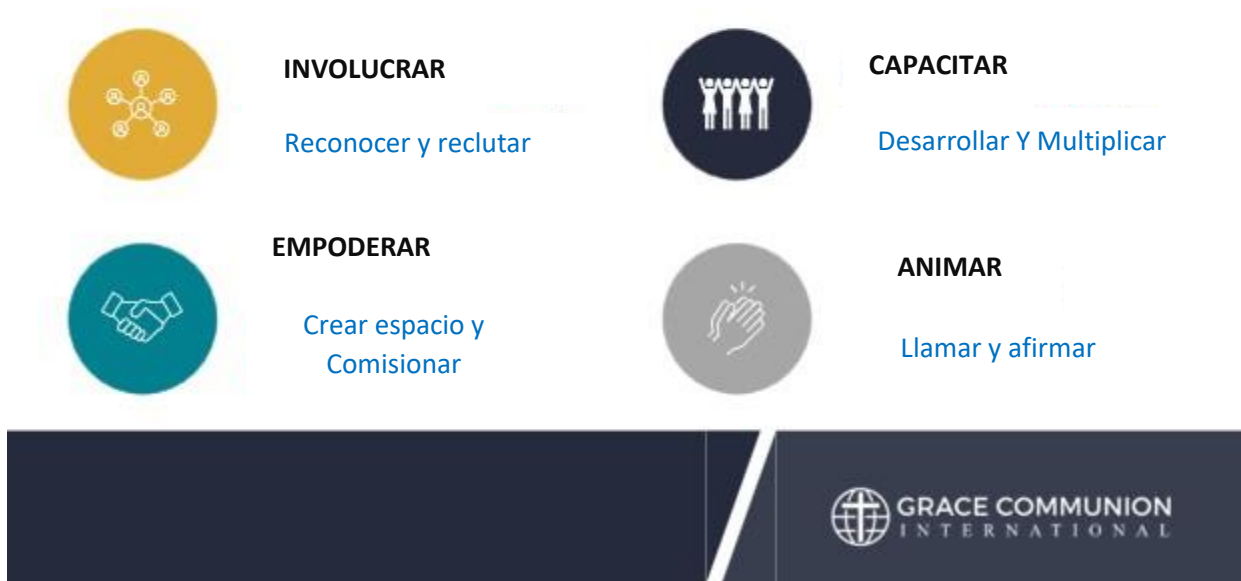 INVOLUCRAR
Reconocer y reclutar
CAPACITAR
Desarrollar Y Multiplicar
EMPODERAR
Crear espacio y
Comisionar
ANIMAR
Llamar y afirmar
GRACE COMMUNION
INTERNATIONAL